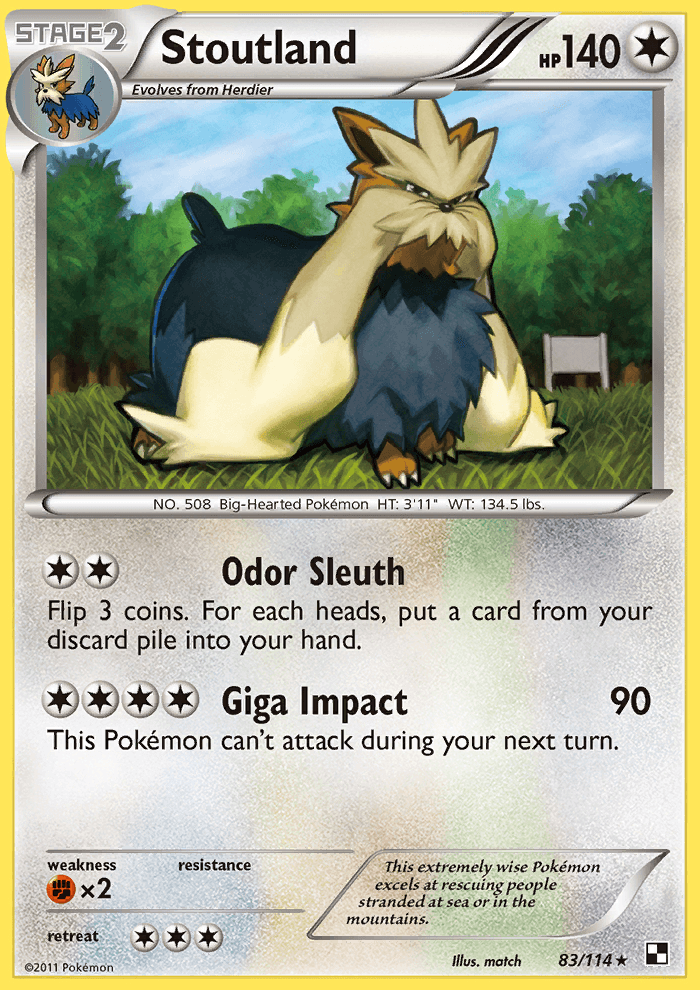 STAGE2
Stoutland
HP140
Evolves from Herdier
NO. 508 Big-Hearted Pokémon HT: 3'11" WT: 134.5 lbs.
Odor Sleuth
Flip 3 coins. For each heads, put a card from your
discard pile into your hand.
Giga Impact 90
This Pokémon can't attack during your next turn.
weakness resistance
×2
retreat
This extremely wise Pokémon
excels at rescuing people
stranded at sea or in the
mountains.
©2011 Pokémon
Illus. match 83/114★